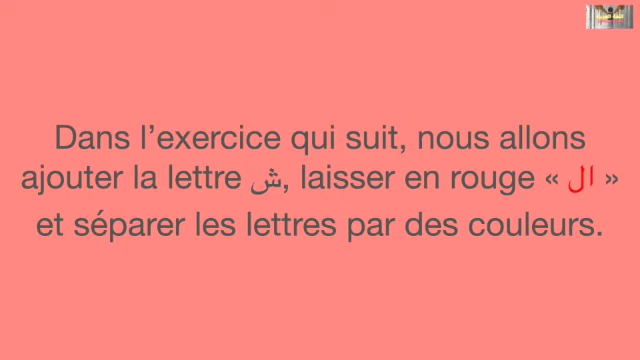 Dans l’exercice qui suit, nous allons
ajouter la lettre ش, laisser en rouge « ال »
et séparer les lettres par des couleurs.